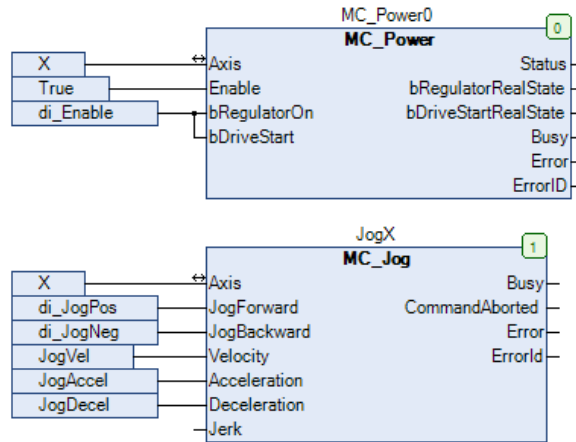 MC_Power0
0
MC_Power
X Axis Status
True Enable bRegulatorRealState
di_Enable bRegulatorOn bDriveStartRealState
bDriveStart Busy
Error
ErrorID
JogX
1
MC_Jog
X Axis Busy
di_JogPos JogForward CommandAborted
di_JogNeg JogBackward Error
JogVel Velocity ErrorId
JogAccel Acceleration
JogDecel Deceleration
Jerk